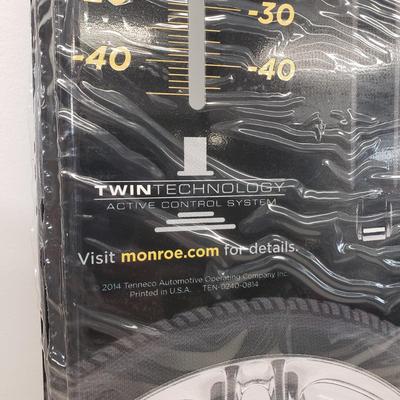 -30
-40 -40
TWINTECHNOLOGY
ACTIVE CONTROL SYSTEM
Visit monroe.com for details.
© 2014 Tenneco Automotive Operating Company Inc.
Printed in U.S.A. TEN-0240-0814